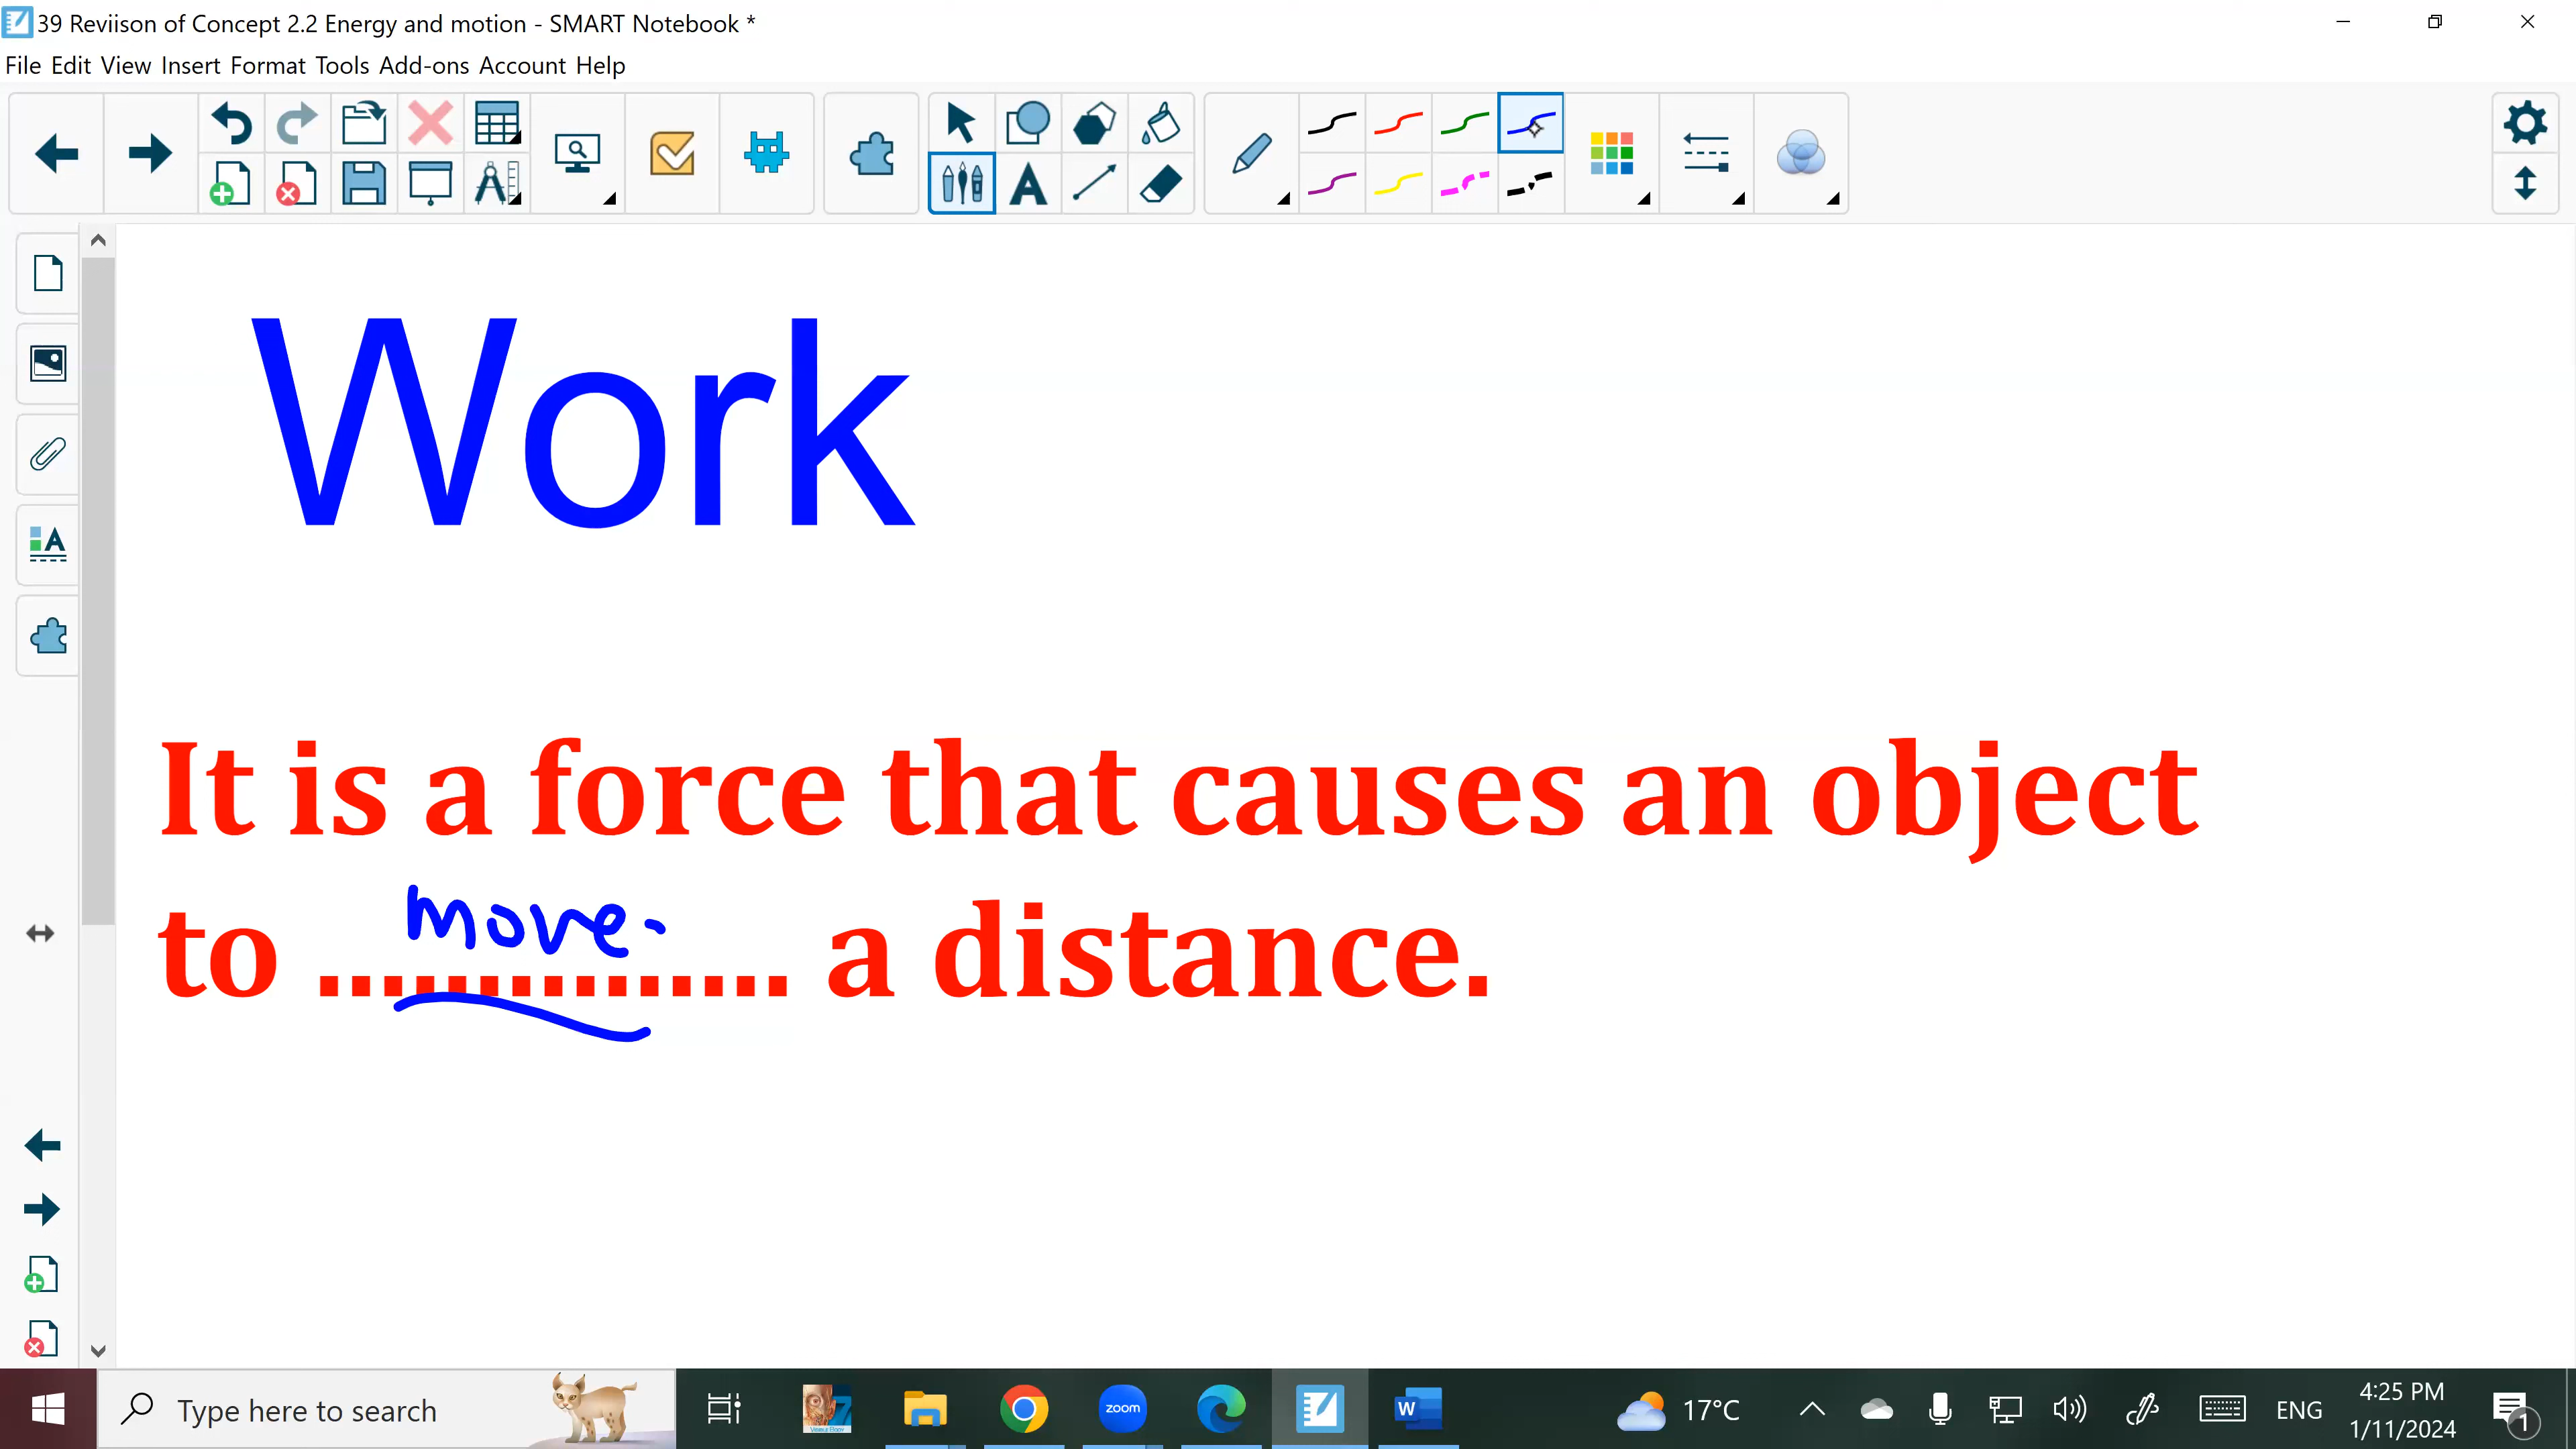 39 Reviison of Concept 2.2 Energy and motion - SMART Notebook *
File Edit View Insert Format Tools Add-ons Account Help
Work
It is a force that causes an object
move.
to ............... a distance.
Type here to search
zoom
W
17°C
ENG
4:25 PM
1/11/2024
1